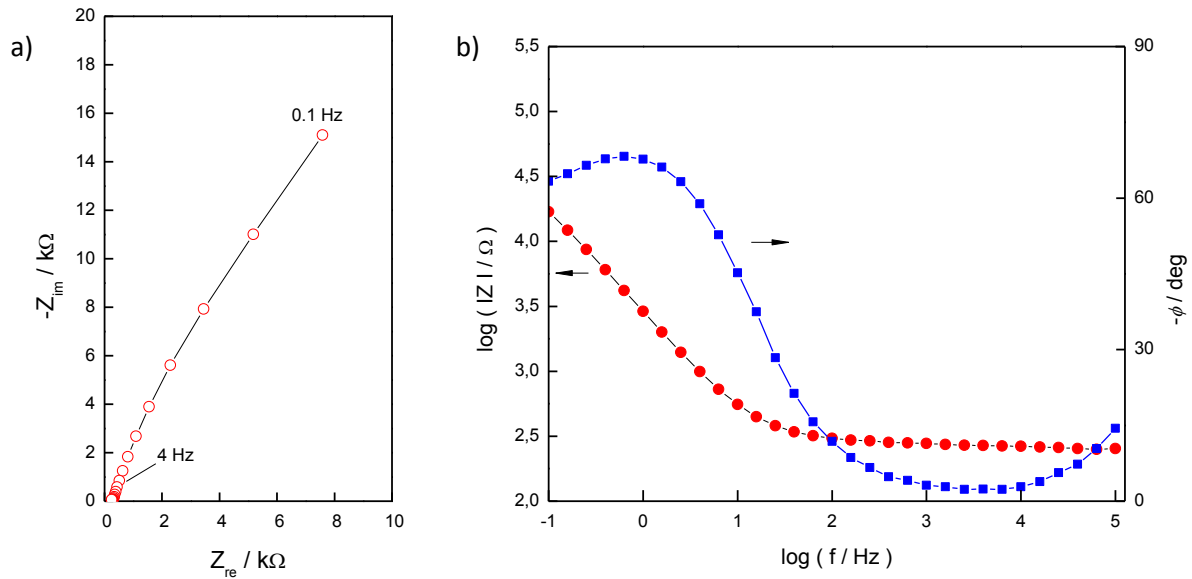 a)
20
18
16
14
12
10
8
6
4
2
0
-Z_im / kΩ
0.1 Hz
4 Hz
0 2 4 6 8 10
Z_re / kΩ
b)
5,5
5,0
4,5
4,0
3,5
3,0
2,5
2,0
log ( |Z| / Ω )
90
60
30
0
-ϕ / deg
-1 0 1 2 3 4 5
log ( f / Hz )